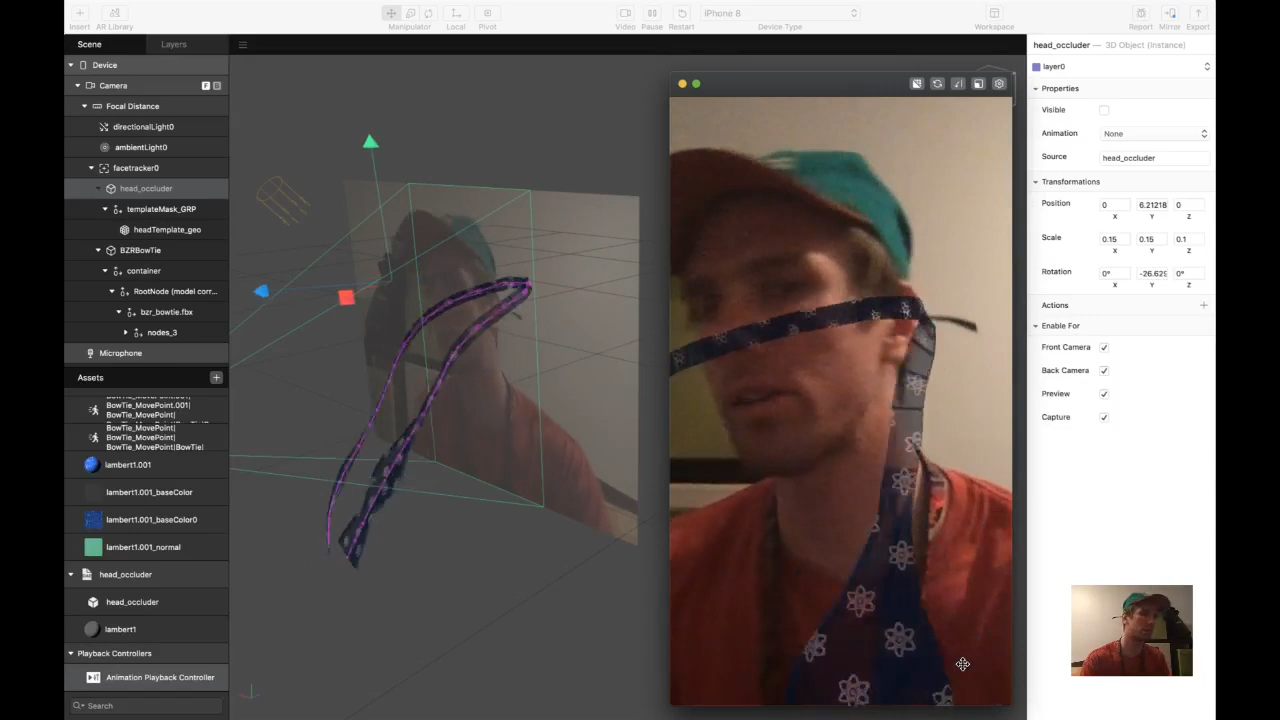 Insert
AR Library
Manipulator
Local
Pivot
Video
Pause
Restart
iPhone 8
Device Type
Workspace
Report
Mirror
Export
Scene
Layers
Device
Camera
F
B
Focal Distance
directionalLight0
ambientLight0
facetracker0
head_occluder
templateMask_GRP
headTemplate_geo
BZRBowTie
container
RootNode (model corr...
bzr_bowtie.fbx
nodes_3
Microphone
Assets
BowTie_MovePoint.001|
BowTie_MovePoint|
BowTie_MovePoint|
BowTie_MovePoint|BowTie|
lambert1.001
lambert1.001_baseColor
lambert1.001_baseColor0
lambert1.001_normal
head_occluder
head_occluder
lambert1
Playback Controllers
Animation Playback Controller
Search
head_occluder — 3D Object (Instance)
layer0
Properties
Visible
Animation
None
Source
head_occluder
Transformations
Position
0
6.21218
0
X
Y
Z
Scale
0.15
0.15
0.1
X
Y
Z
Rotation
0°
-26.629
0°
X
Y
Z
Actions
Enable For
Front Camera
Back Camera
Preview
Capture